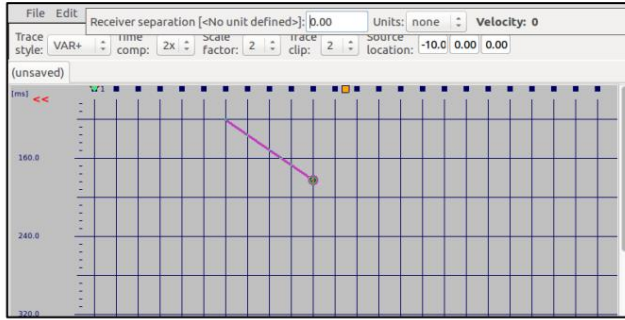 File Edit
Receiver separation [<No unit defined>]: 0.00 Units: none Velocity: 0
Trace style: VAR+ Time comp: 2x Scale factor: 2 Trace clip: 2 Source location: -10.0 0.00 0.00
(unsaved)
1
[ms] <<
160.0
240.0
320.0